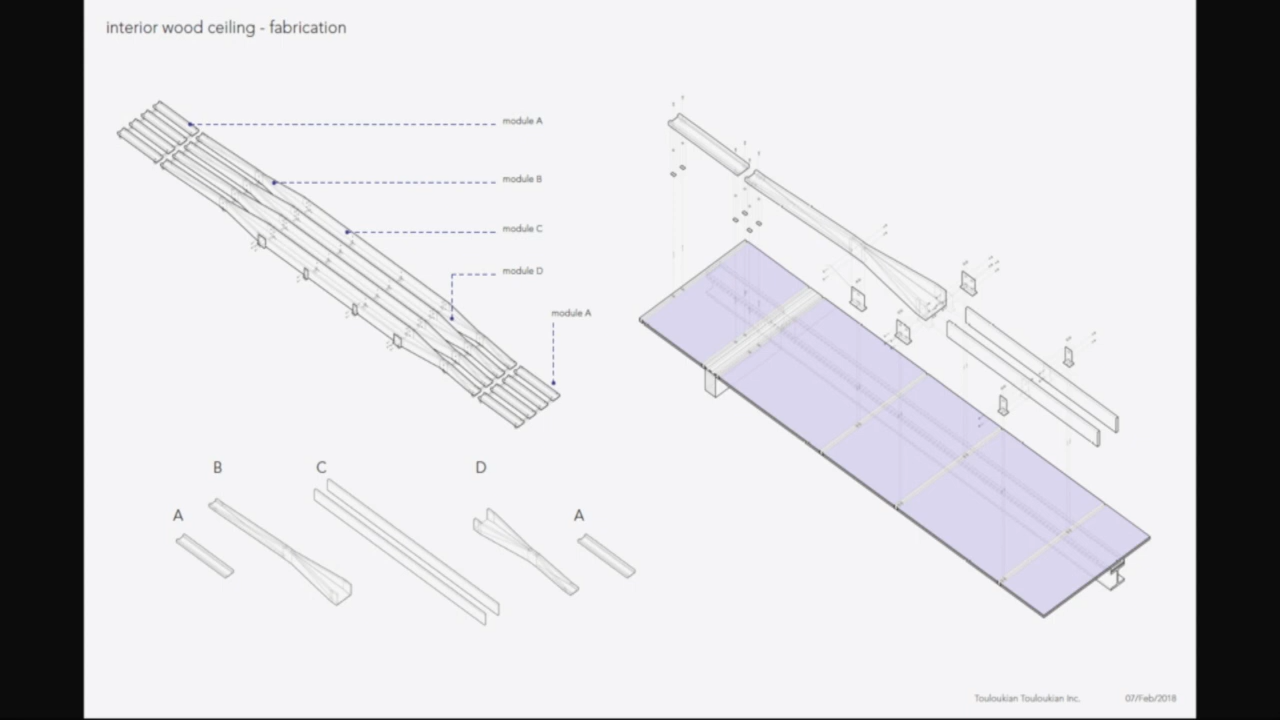 interior wood ceiling - fabrication
module A
module B
module C
module D
module A
B
C
D
A
A
Touloukian Touloukian Inc.
07/Feb/2018